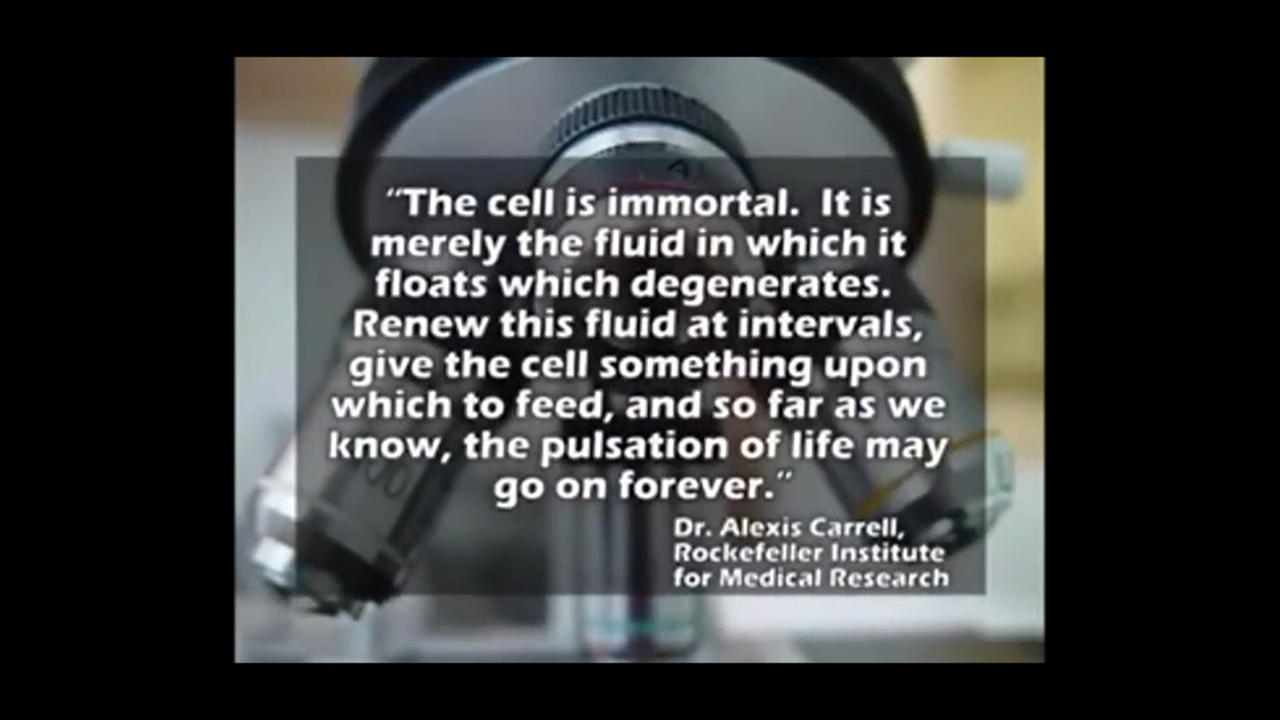 “The cell is immortal.  It is
merely the fluid in which it
floats which degenerates.
Renew this fluid at intervals,
give the cell something upon
which to feed, and so far as we
know, the pulsation of life may
go on forever.”
Dr. Alexis Carrell,
Rockefeller Institute
for Medical Research